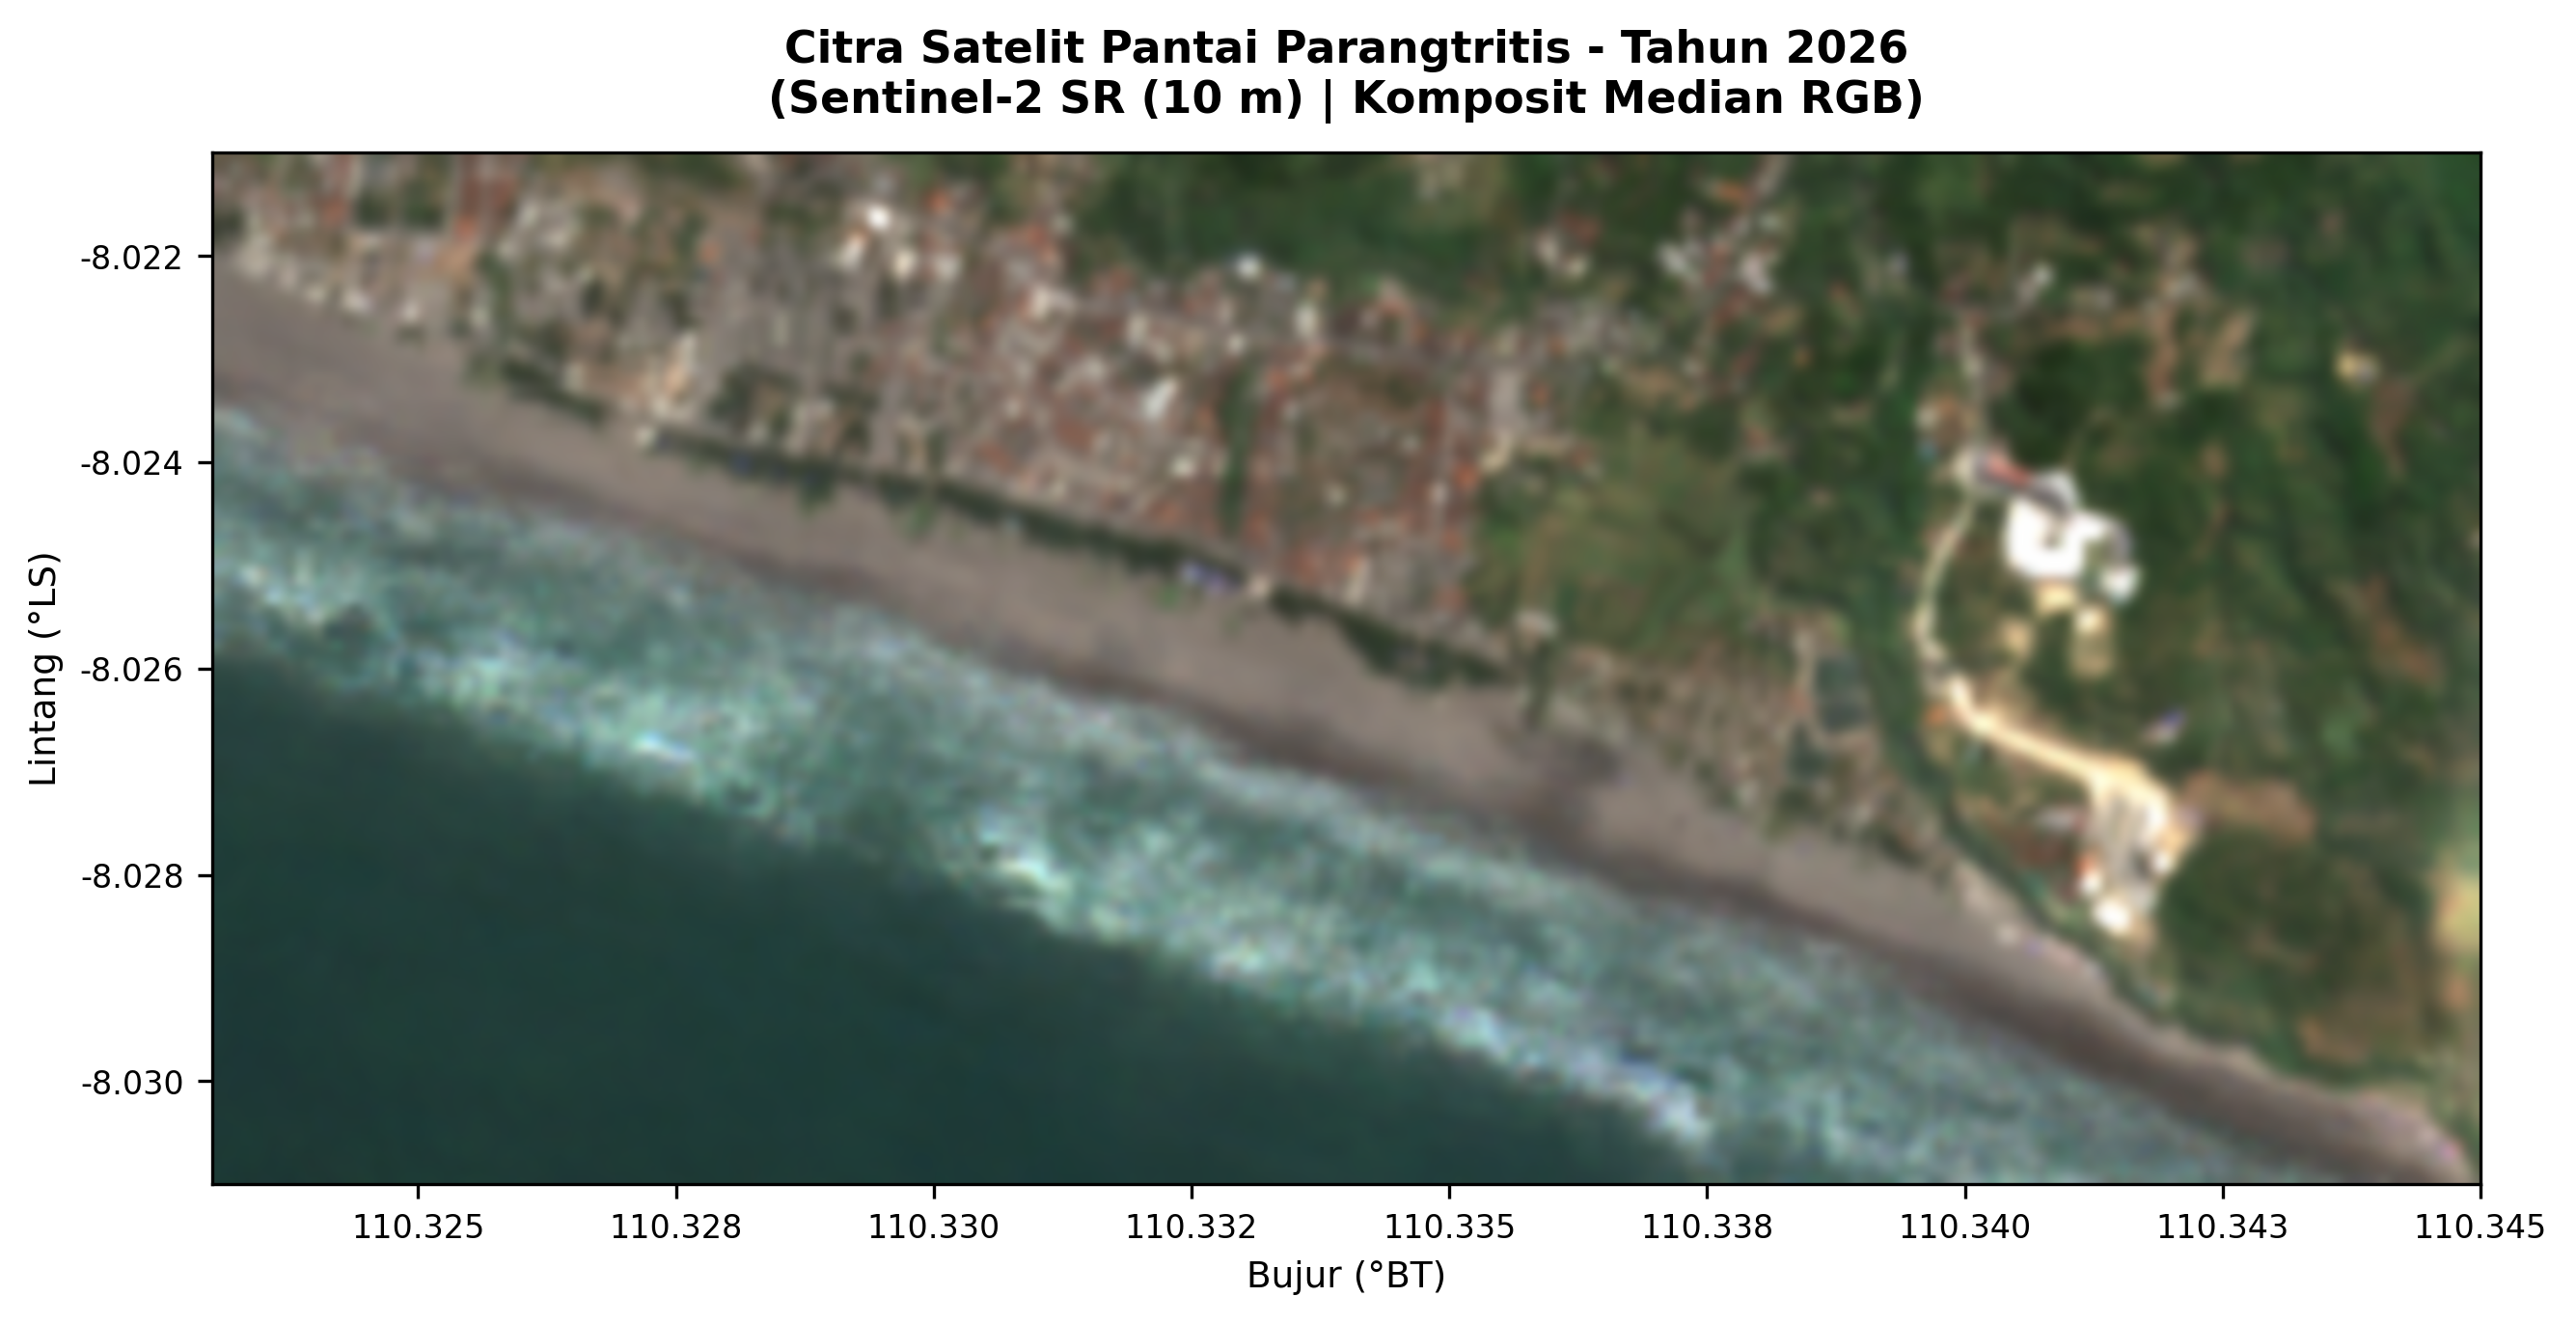 Citra Satelit Pantai Parangtritis - Tahun 2026
(Sentinel-2 SR (10 m) | Komposit Median RGB)
-8.022
-8.024
-8.026
-8.028
-8.030
Lintang (°LS)
110.325 110.328 110.330 110.332 110.335 110.338 110.340 110.343 110.345
Bujur (°BT)